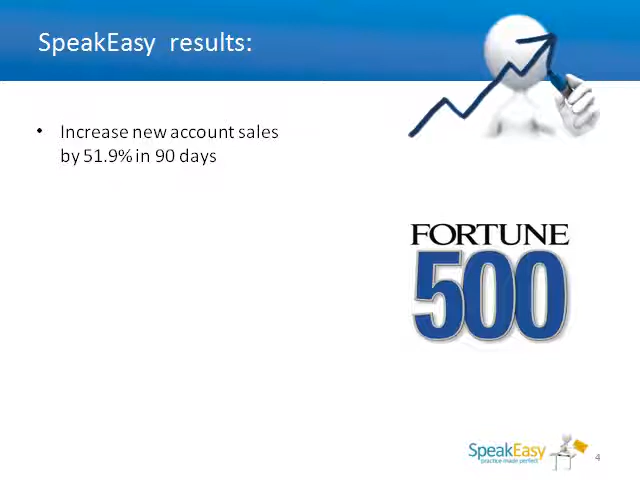 SpeakEasy results:
• Increase new account sales
by 51.9% in 90 days
FORTUNE
500
SpeakEasy
practice made perfect
4